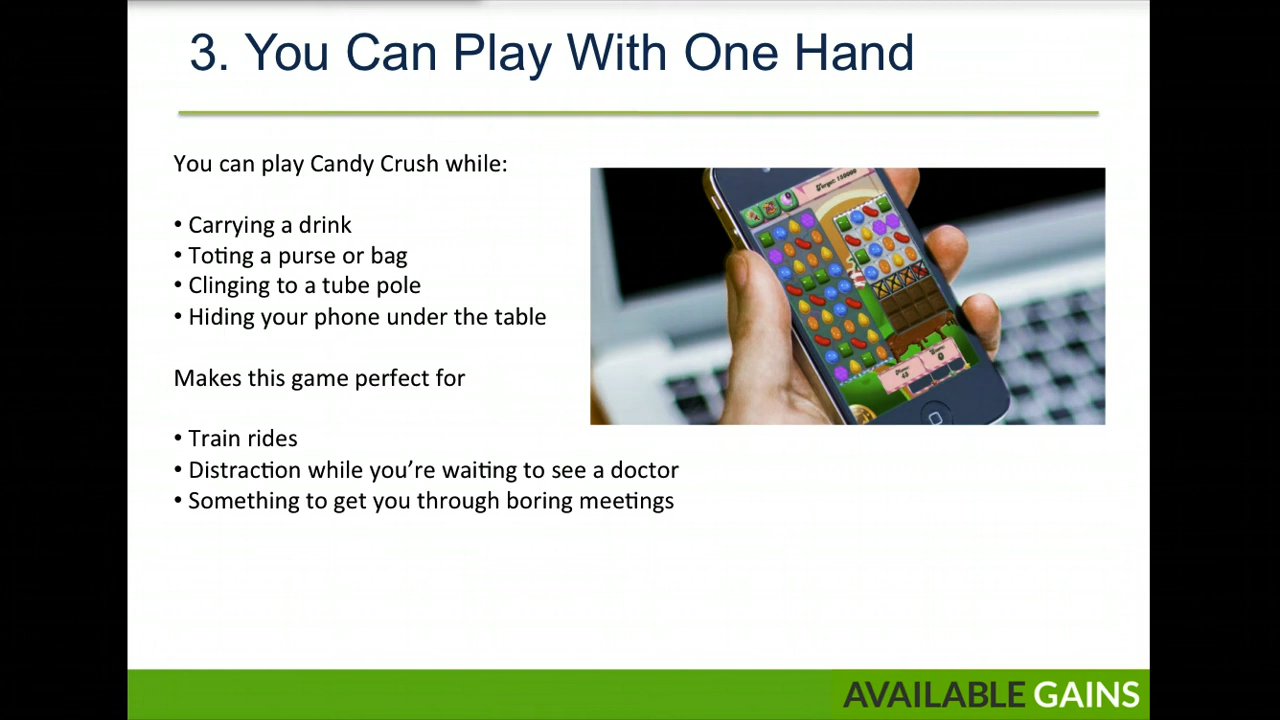 3. You Can Play With One Hand
You can play Candy Crush while:
• Carrying a drink
• Toting a purse or bag
• Clinging to a tube pole
• Hiding your phone under the table
Makes this game perfect for
• Train rides
• Distraction while you're waiting to see a doctor
• Something to get you through boring meetings
Target: 150000
AVAILABLE GAINS